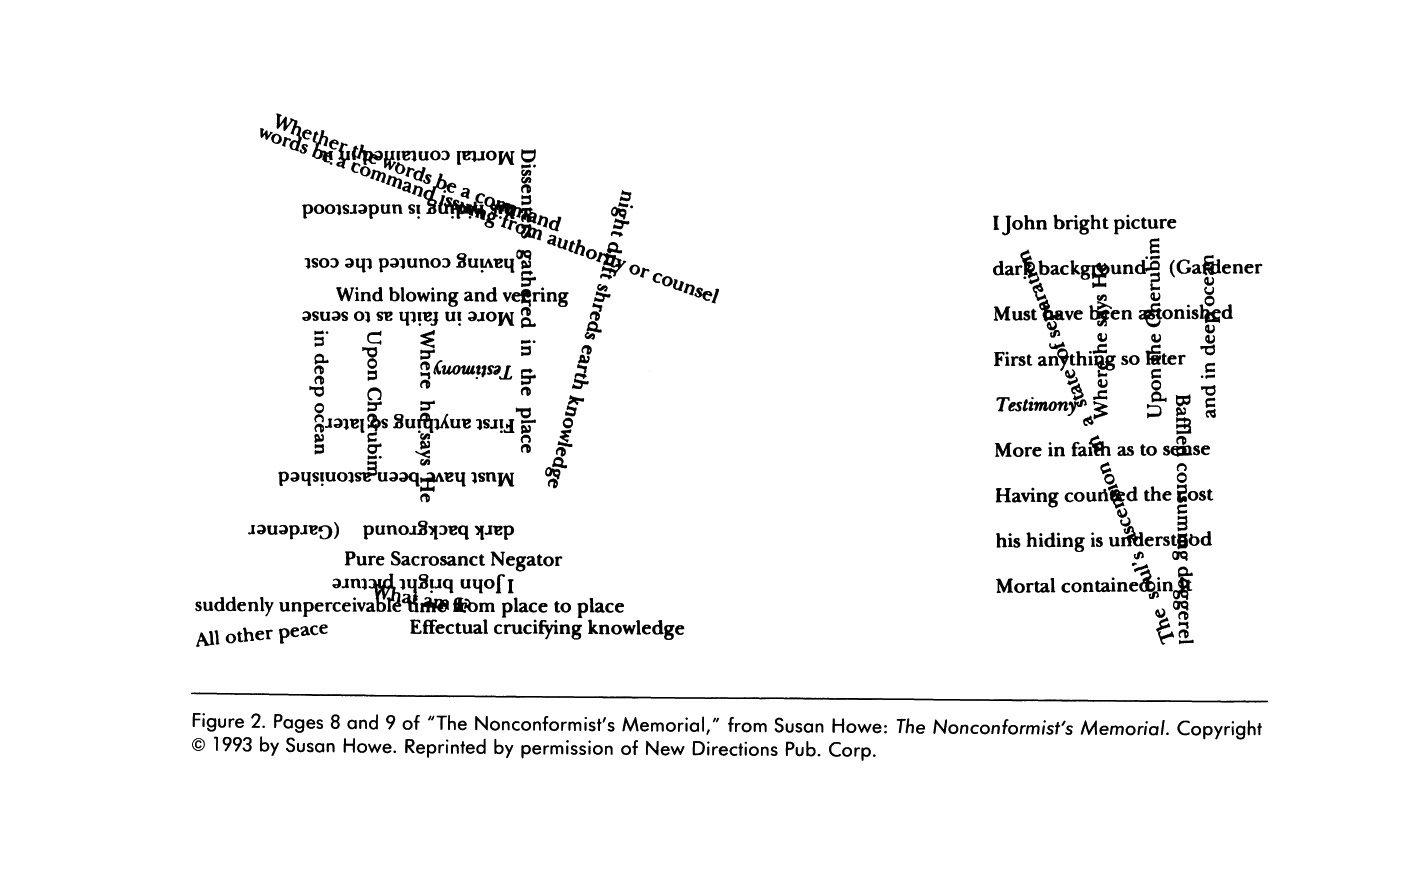 Whether the words be a command
words be a command issuing from authority or counsel
Mortal contained in it
his hiding is understood
having counted the cost
Wind blowing and veering
More in faith as to sense
Testimony
First anything so later
Must have been astonished
dark background (Gardener
Pure Sacrosanct Negator
I John bright picture
What am I?
suddenly unperceivable time from place to place
All other peace
Effectual crucifying knowledge
in deep ocean
Upon Cherubim
Where he says He
gathered in the place
night drift shreds earth knowledge
I John bright picture
dark background (Gardener
Must have been astonished
First anything so later
Testimony
More in faith as to sense
Having counted the cost
his hiding is understood
Mortal contained in it
The soul's ascension in a state of separation
Where he says He
Upon the Cherubim
and in deep ocean
Baffled consuming doggerel
Figure 2. Pages 8 and 9 of "The Nonconformist's Memorial," from Susan Howe: The Nonconformist's Memorial. Copyright
© 1993 by Susan Howe. Reprinted by permission of New Directions Pub. Corp.